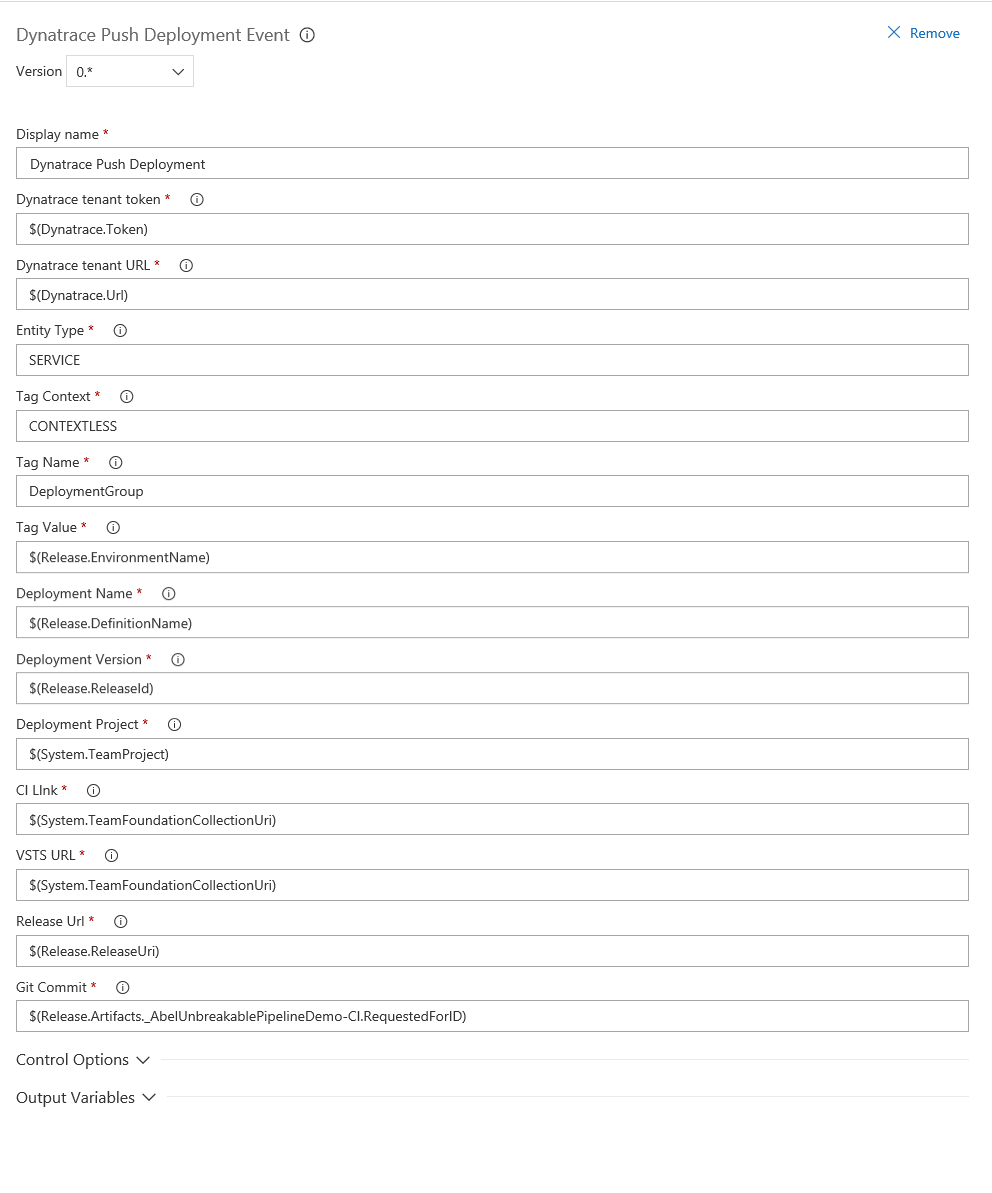 Dynatrace Push Deployment Event
Remove
Version 0.*
Display name *
Dynatrace Push Deployment
Dynatrace tenant token *
$(Dynatrace.Token)
Dynatrace tenant URL *
$(Dynatrace.Url)
Entity Type *
SERVICE
Tag Context *
CONTEXTLESS
Tag Name *
DeploymentGroup
Tag Value *
$(Release.EnvironmentName)
Deployment Name *
$(Release.DefinitionName)
Deployment Version *
$(Release.ReleaseId)
Deployment Project *
$(System.TeamProject)
CI LInk *
$(System.TeamFoundationCollectionUri)
VSTS URL *
$(System.TeamFoundationCollectionUri)
Release Url *
$(Release.ReleaseUri)
Git Commit *
$(Release.Artifacts._AbelUnbreakablePipelineDemo-CI.RequestedForID)
Control Options
Output Variables